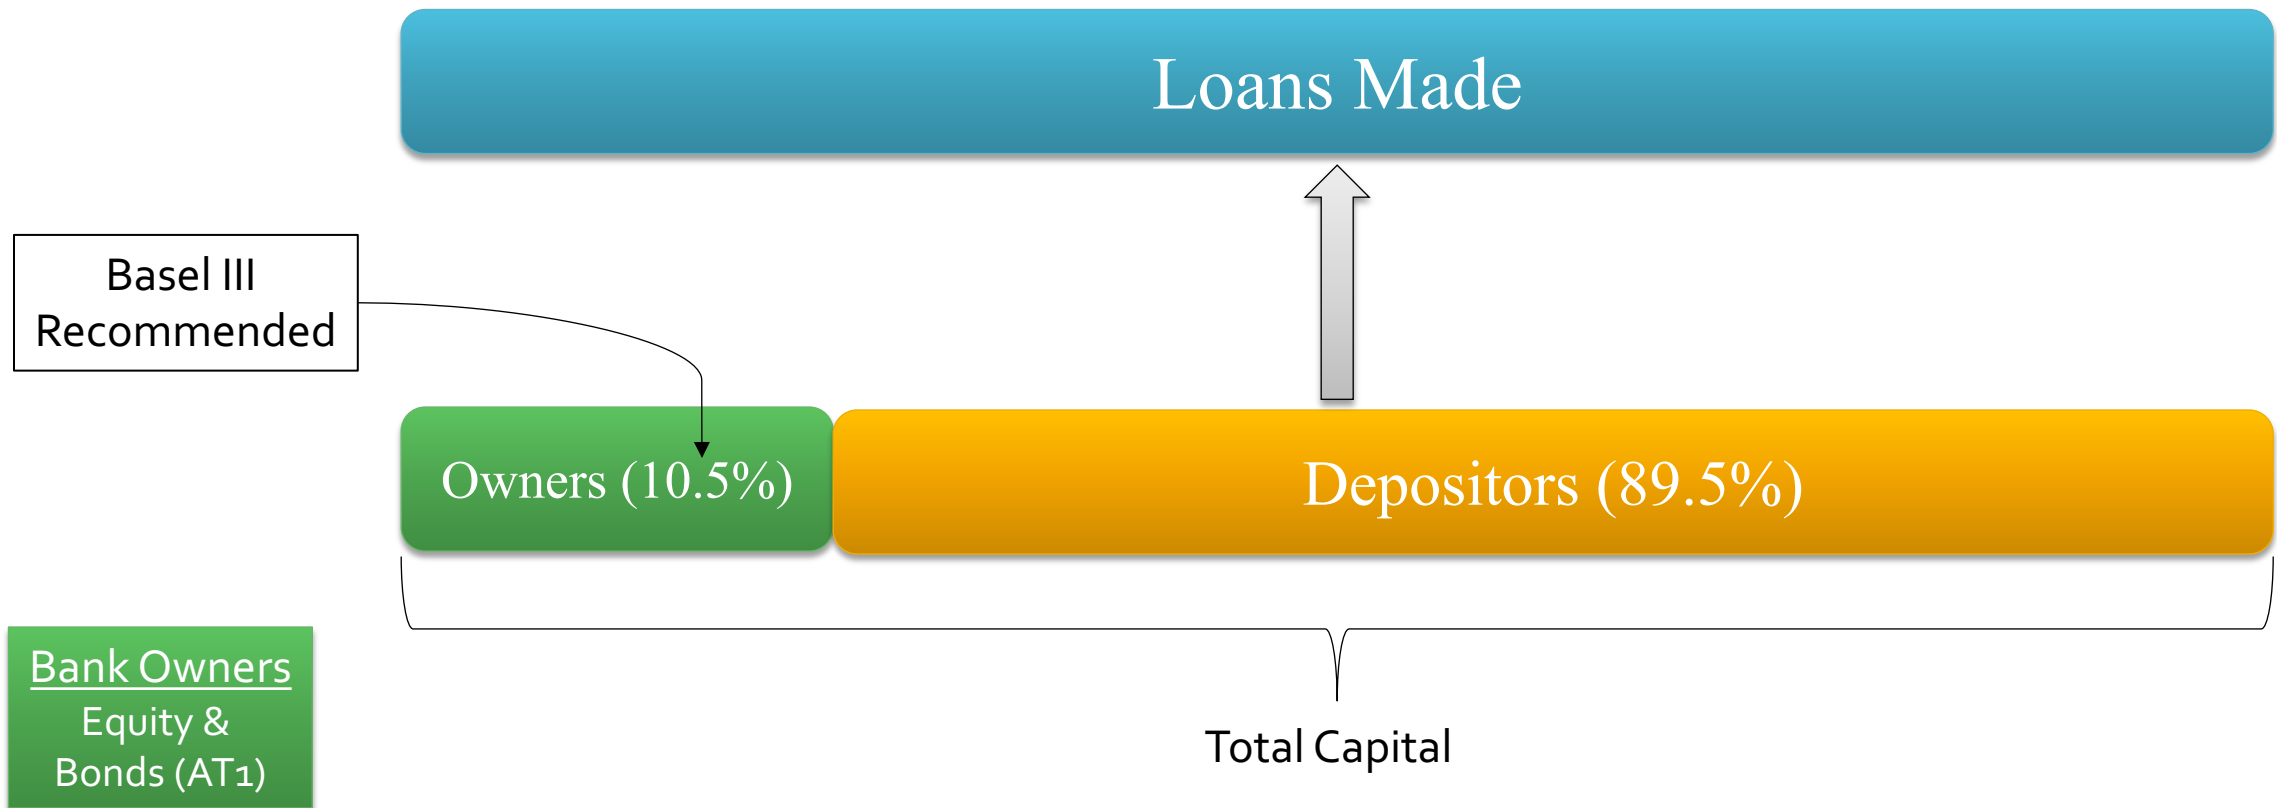 Loans Made
Basel III
Recommended
Owners (10.5%)
Depositors (89.5%)
Bank Owners
Equity &
Bonds (AT1)
Total Capital